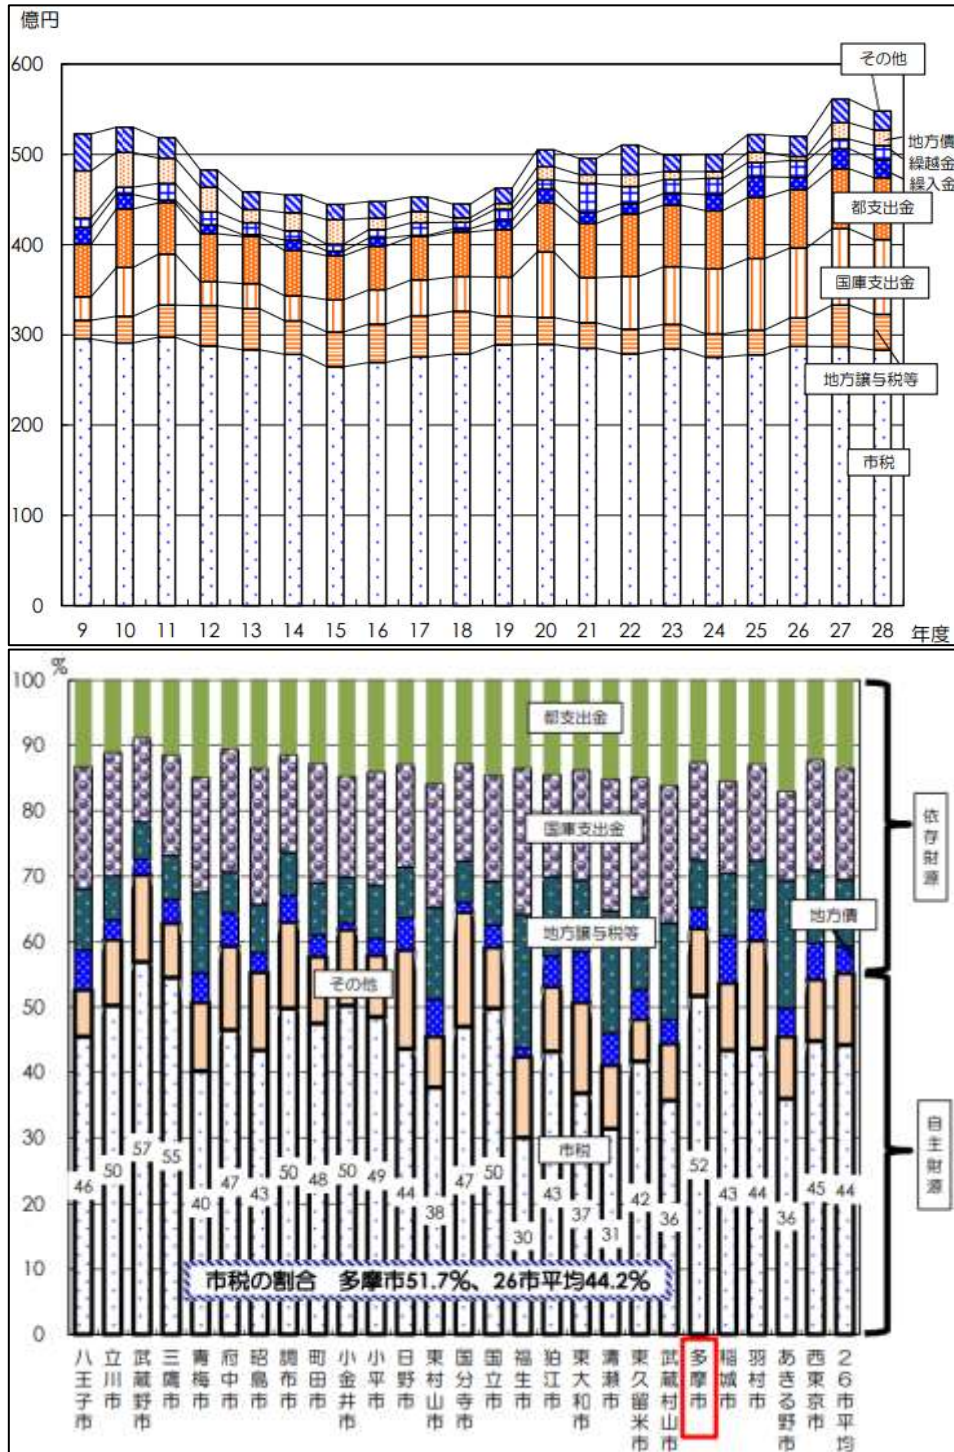 億円
600
500
400
300
200
100
0
その他
地方債
繰越金
繰入金
都支出金
国庫支出金
地方譲与税等
市税
9 10 11 12 13 14 15 16 17 18 19 20 21 22 23 24 25 26 27 28 年度
%
100
90
80
70
60
50
40
30
20
10
0
都支出金
国庫支出金
地方債
地方譲与税等
その他
市税
依存財源
自主財源
46 50 57 55 40 47 43 50 48 50 49 44 38 47 50 30 43 37 31 42 36 52 43 44 36 45 44
市税の割合 多摩市51.7%、26市平均44.2%
八王子市
立川市
武蔵野市
三鷹市
青梅市
府中市
昭島市
調布市
町田市
小金井市
小平市
日野市
東村山市
国分寺市
国立市
福生市
狛江市
東大和市
清瀬市
東久留米市
武蔵村山市
多摩市
稲城市
羽村市
あきる野市
西東京市
26市平均